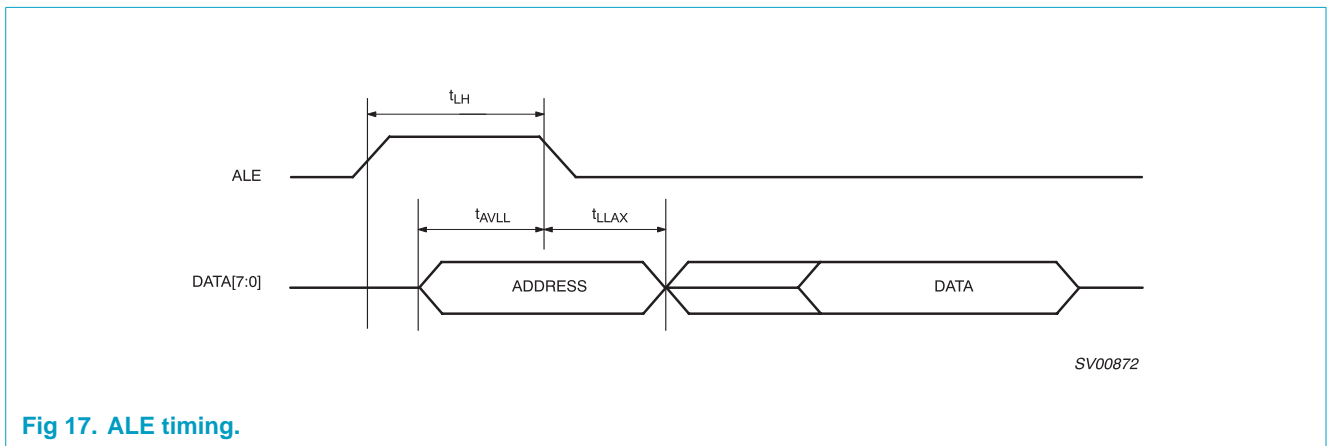 tLH
ALE
tAVLL tLLAX
DATA[7:0] ADDRESS DATA
SV00872
Fig 17. ALE timing.